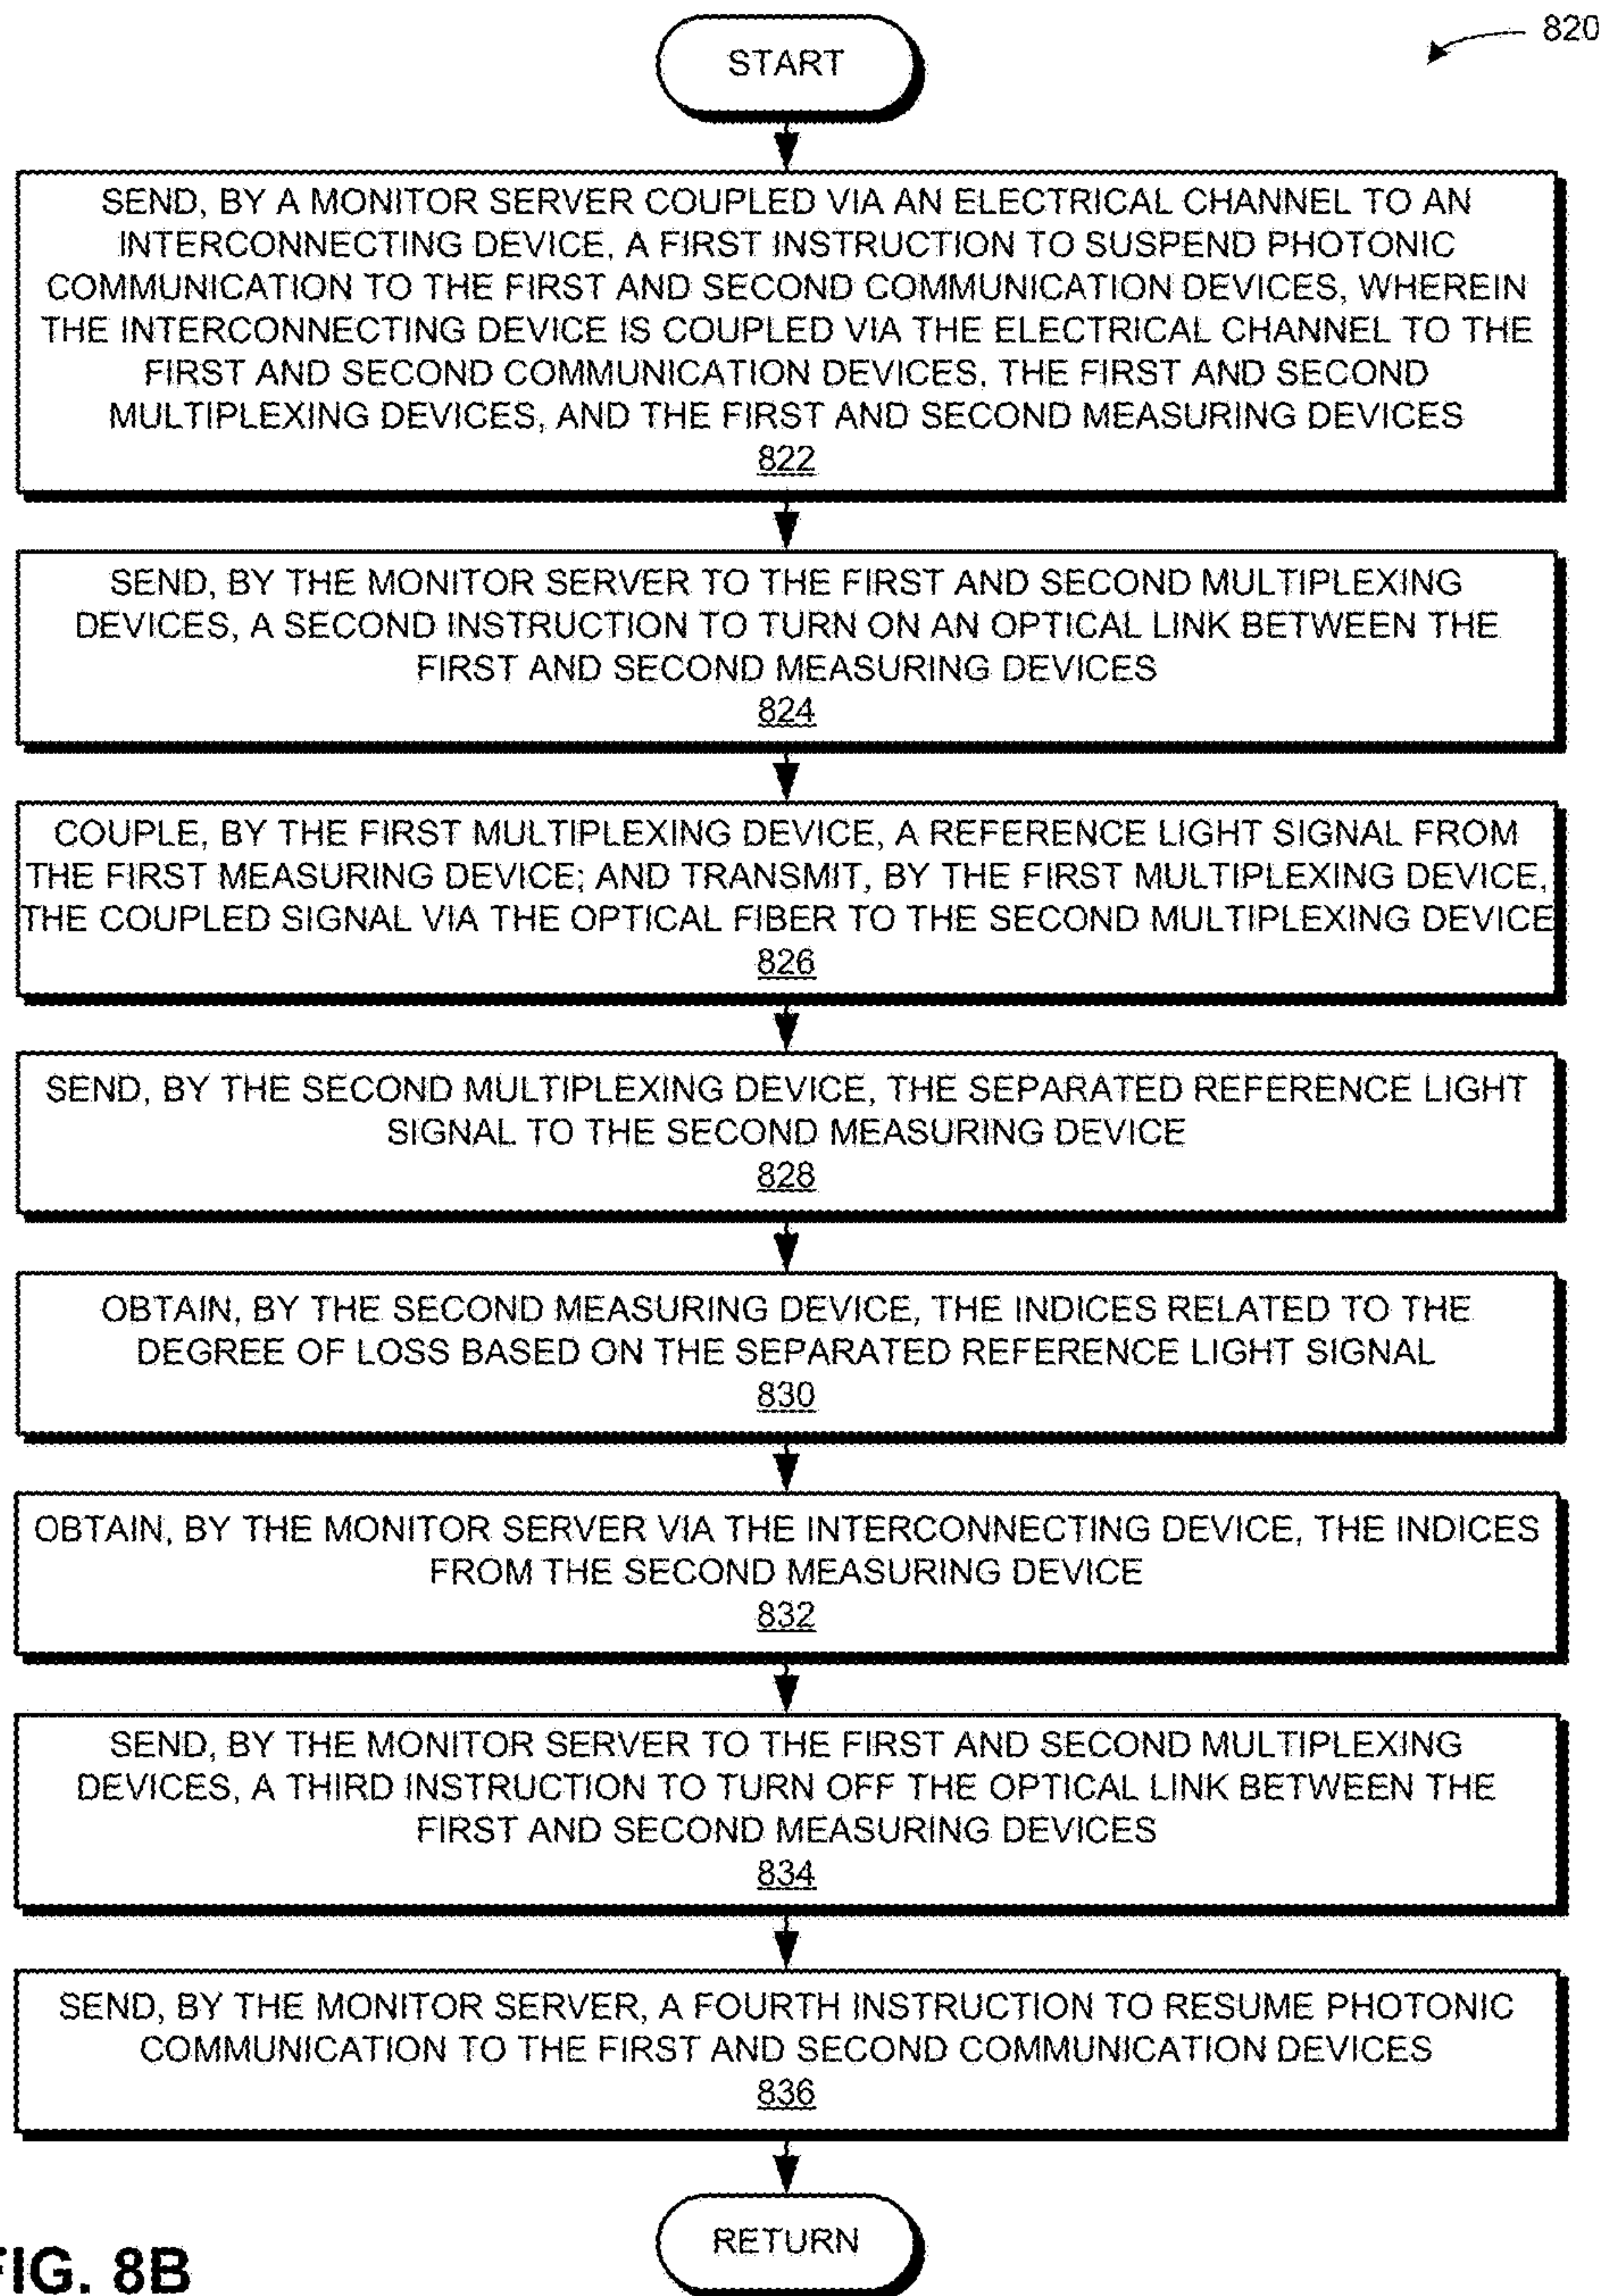 820
START
SEND, BY A MONITOR SERVER COUPLED VIA AN ELECTRICAL CHANNEL TO AN
INTERCONNECTING DEVICE, A FIRST INSTRUCTION TO SUSPEND PHOTONIC
COMMUNICATION TO THE FIRST AND SECOND COMMUNICATION DEVICES, WHEREIN
THE INTERCONNECTING DEVICE IS COUPLED VIA THE ELECTRICAL CHANNEL TO THE
FIRST AND SECOND COMMUNICATION DEVICES, THE FIRST AND SECOND
MULTIPLEXING DEVICES, AND THE FIRST AND SECOND MEASURING DEVICES
822
SEND, BY THE MONITOR SERVER TO THE FIRST AND SECOND MULTIPLEXING
DEVICES, A SECOND INSTRUCTION TO TURN ON AN OPTICAL LINK BETWEEN THE
FIRST AND SECOND MEASURING DEVICES
824
COUPLE, BY THE FIRST MULTIPLEXING DEVICE, A REFERENCE LIGHT SIGNAL FROM
THE FIRST MEASURING DEVICE; AND TRANSMIT, BY THE FIRST MULTIPLEXING DEVICE,
THE COUPLED SIGNAL VIA THE OPTICAL FIBER TO THE SECOND MULTIPLEXING DEVICE
826
SEND, BY THE SECOND MULTIPLEXING DEVICE, THE SEPARATED REFERENCE LIGHT
SIGNAL TO THE SECOND MEASURING DEVICE
828
OBTAIN, BY THE SECOND MEASURING DEVICE, THE INDICES RELATED TO THE
DEGREE OF LOSS BASED ON THE SEPARATED REFERENCE LIGHT SIGNAL
830
OBTAIN, BY THE MONITOR SERVER VIA THE INTERCONNECTING DEVICE, THE INDICES
FROM THE SECOND MEASURING DEVICE
832
SEND, BY THE MONITOR SERVER TO THE FIRST AND SECOND MULTIPLEXING
DEVICES, A THIRD INSTRUCTION TO TURN OFF THE OPTICAL LINK BETWEEN THE
FIRST AND SECOND MEASURING DEVICES
834
SEND, BY THE MONITOR SERVER, A FOURTH INSTRUCTION TO RESUME PHOTONIC
COMMUNICATION TO THE FIRST AND SECOND COMMUNICATION DEVICES
836
RETURN
FIG. 8B